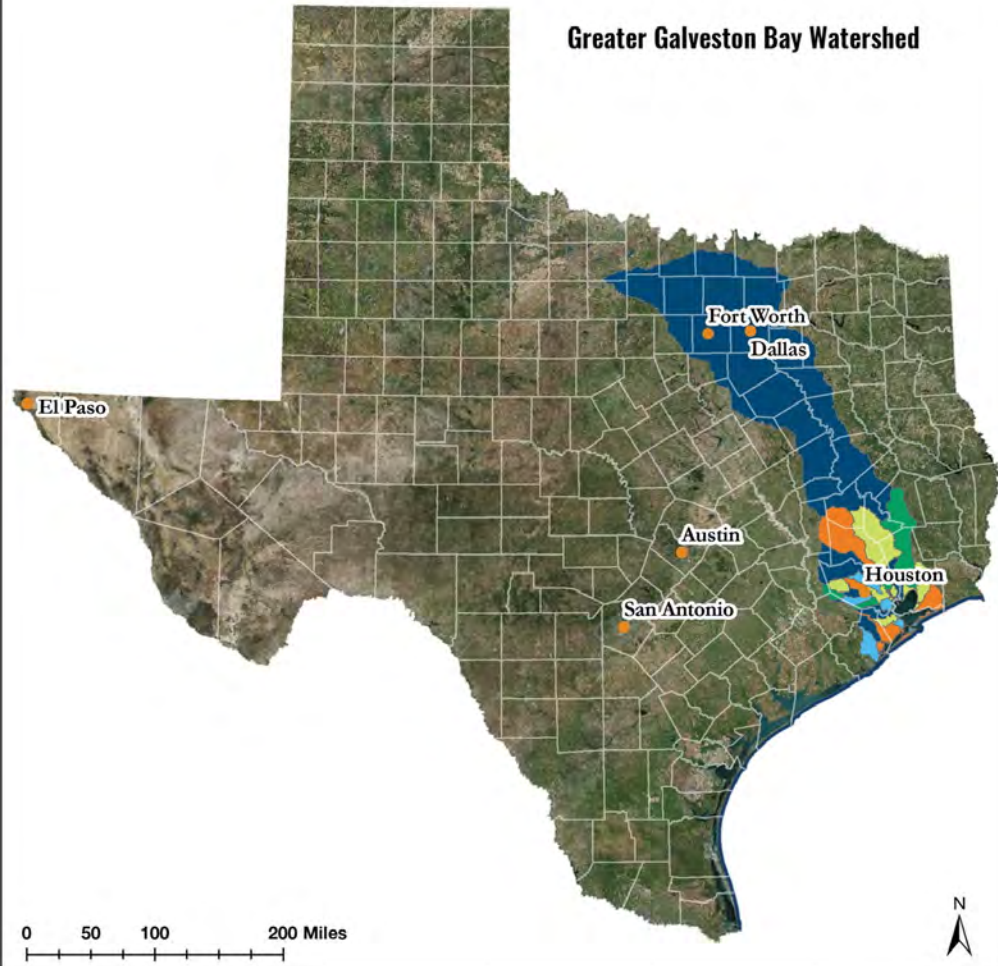 Greater Galveston Bay Watershed
Fort Worth
Dallas
El Paso
Austin
Houston
San Antonio
N
0 50 100 200 Miles